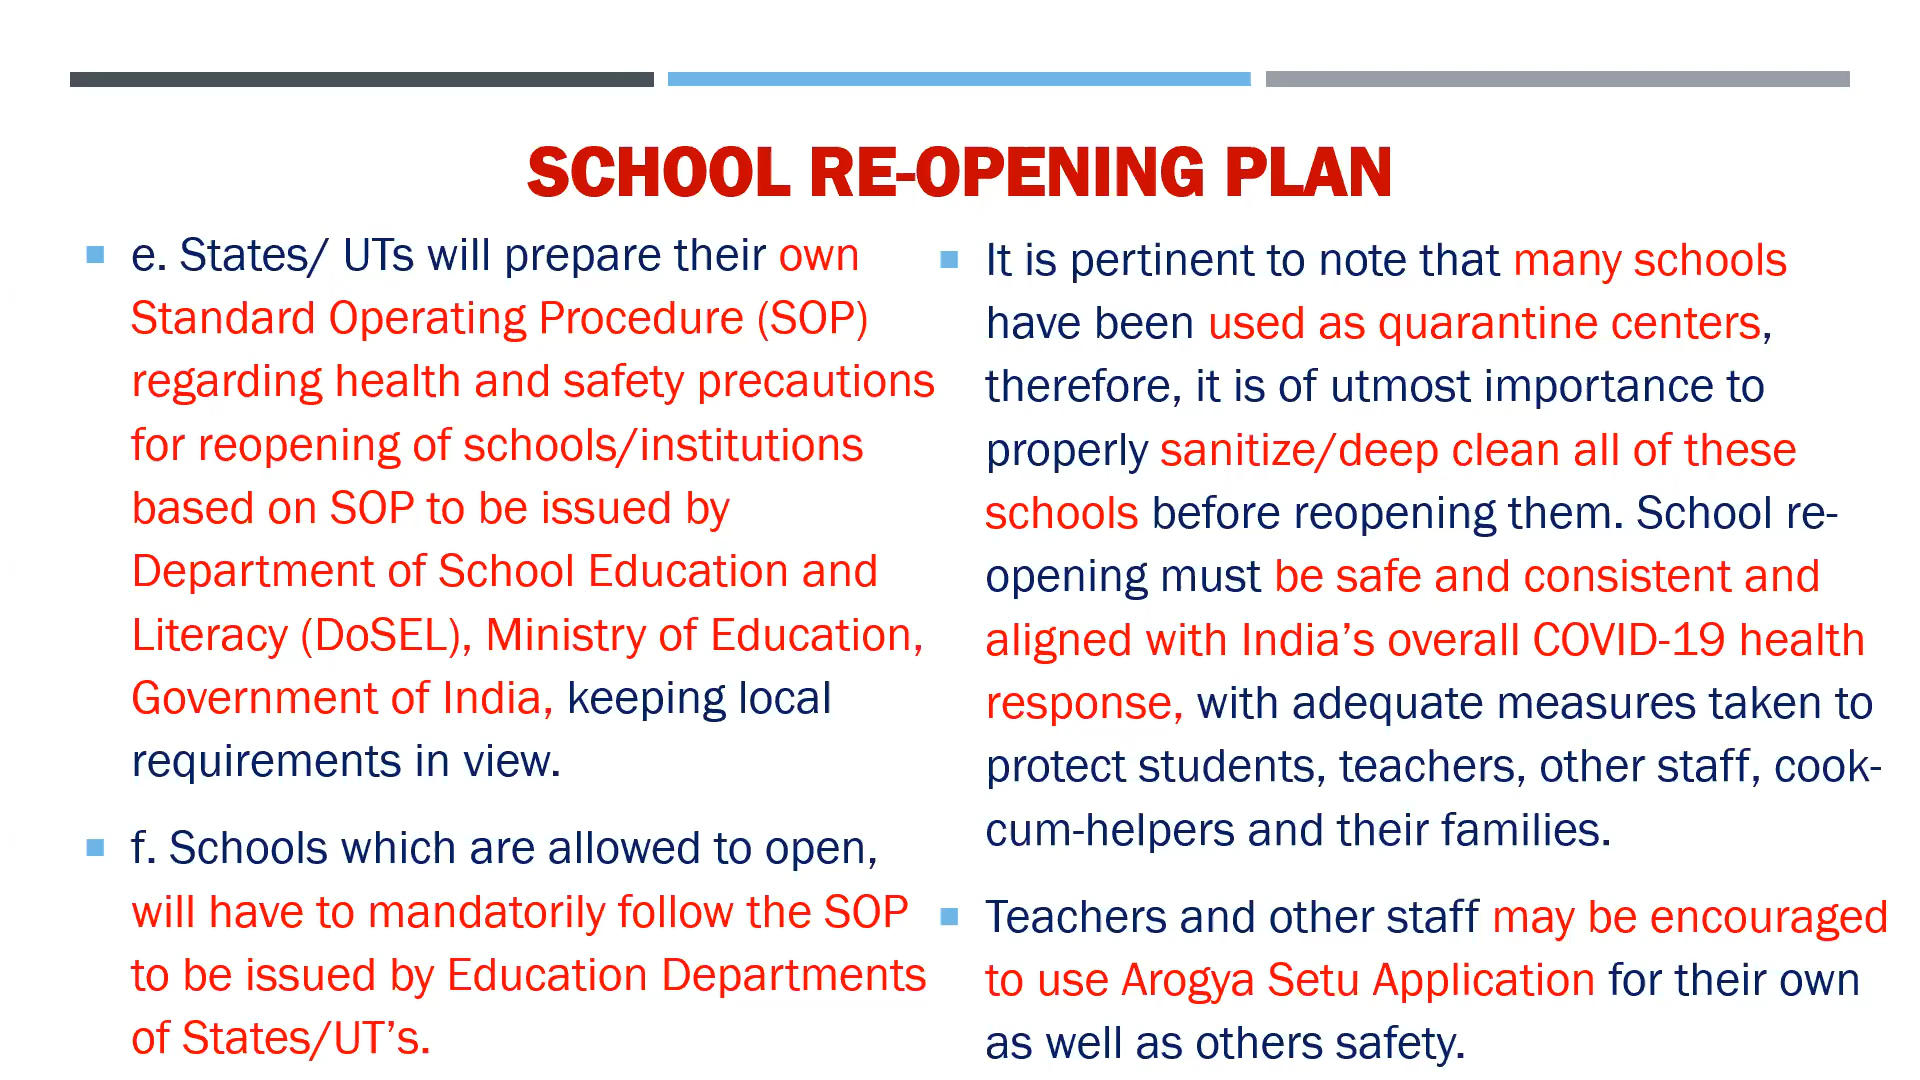 SCHOOL RE-OPENING PLAN
e. States/ UTs will prepare their own
Standard Operating Procedure (SOP)
regarding health and safety precautions
for reopening of schools/institutions
based on SOP to be issued by
Department of School Education and
Literacy (DoSEL), Ministry of Education,
Government of India, keeping local
requirements in view.
f. Schools which are allowed to open,
will have to mandatorily follow the SOP
to be issued by Education Departments
of States/UT’s.
It is pertinent to note that many schools
have been used as quarantine centers,
therefore, it is of utmost importance to
properly sanitize/deep clean all of these
schools before reopening them. School re-
opening must be safe and consistent and
aligned with India’s overall COVID-19 health
response, with adequate measures taken to
protect students, teachers, other staff, cook-
cum-helpers and their families.
Teachers and other staff may be encouraged
to use Arogya Setu Application for their own
as well as others safety.